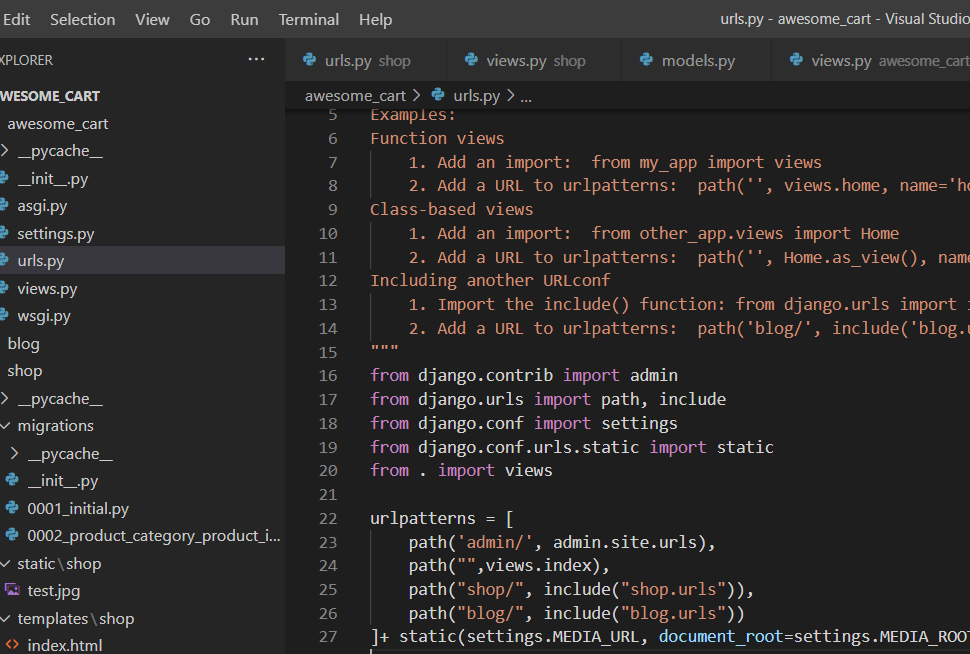 Edit Selection View Go Run Terminal Help urls.py - awesome_cart - Visual Studio
XPLORER ...
urls.py shop views.py shop models.py views.py awesome_cart
WESOME_CART
awesome_cart
__pycache__
__init__.py
asgi.py
settings.py
urls.py
views.py
wsgi.py
blog
shop
__pycache__
migrations
__pycache__
__init__.py
0001_initial.py
0002_product_category_product_i...
static\shop
test.jpg
templates\shop
index.html
awesome_cart > urls.py > ...
5 Examples:
6 Function views
7 1. Add an import: from my_app import views
8 2. Add a URL to urlpatterns: path('', views.home, name='ho
9 Class-based views
10 1. Add an import: from other_app.views import Home
11 2. Add a URL to urlpatterns: path('', Home.as_view(), name
12 Including another URLconf
13 1. Import the include() function: from django.urls import i
14 2. Add a URL to urlpatterns: path('blog/', include('blog.u
15 """
16 from django.contrib import admin
17 from django.urls import path, include
18 from django.conf import settings
19 from django.conf.urls.static import static
20 from . import views
21
22 urlpatterns = [
23 path('admin/', admin.site.urls),
24 path("",views.index),
25 path("shop/", include("shop.urls")),
26 path("blog/", include("blog.urls"))
27 ]+ static(settings.MEDIA_URL, document_root=settings.MEDIA_ROOT